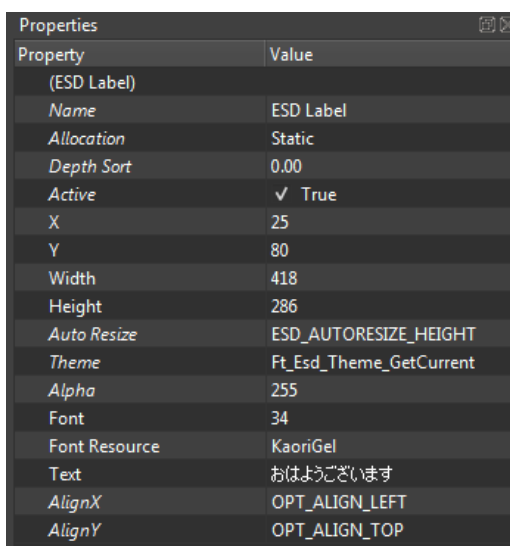 Properties
Property Value
(ESD Label)
Name ESD Label
Allocation Static
Depth Sort 0.00
Active ✓ True
X 25
Y 80
Width 418
Height 286
Auto Resize ESD_AUTORESIZE_HEIGHT
Theme Ft_Esd_Theme_GetCurrent
Alpha 255
Font 34
Font Resource KaoriGel
Text おはようございます
AlignX OPT_ALIGN_LEFT
AlignY OPT_ALIGN_TOP